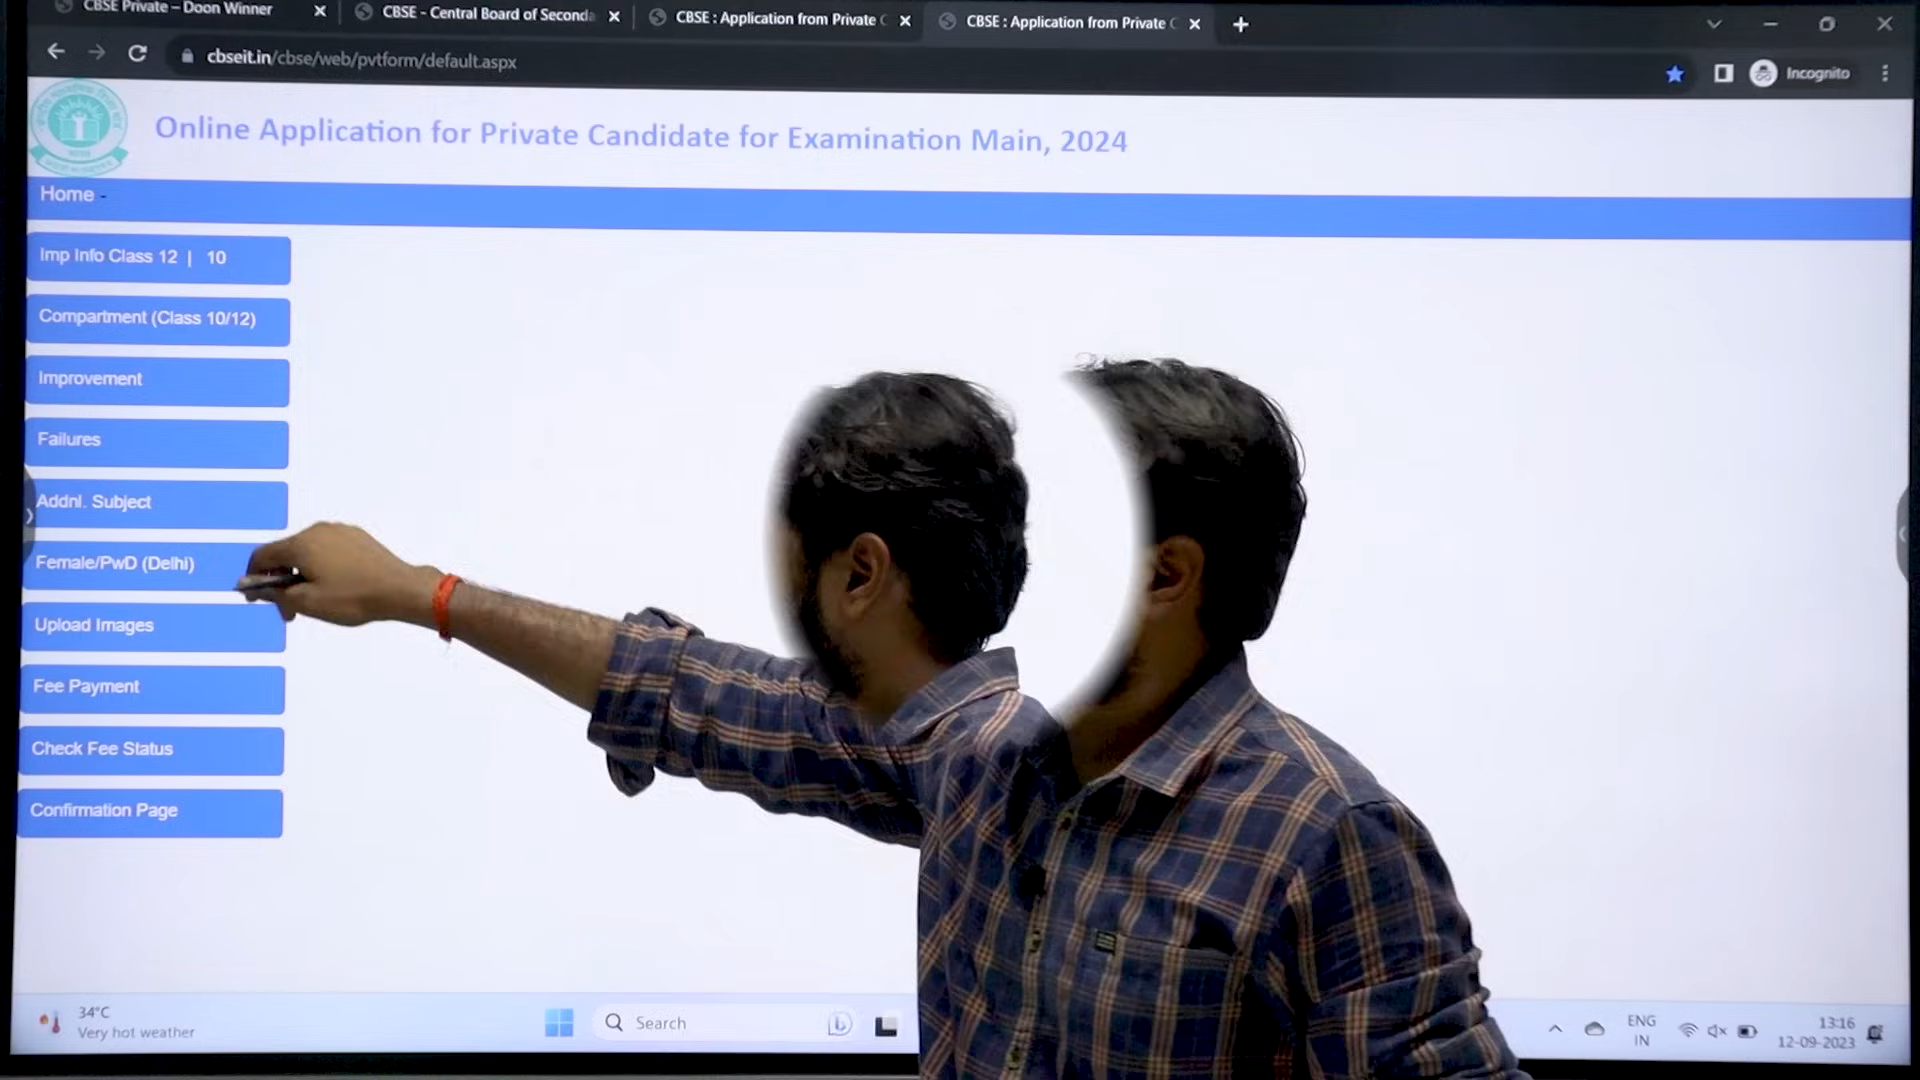 CBSE Private – Doon Winner
CBSE - Central Board of Seconda
CBSE : Application from Private C
CBSE : Application from Private C
cbseit.in/cbse/web/pvtform/default.aspx
Incognito
Online Application for Private Candidate for Examination Main, 2024
Home -
Imp Info Class 12 | 10
Compartment (Class 10/12)
Improvement
Failures
Addnl. Subject
Female/PwD (Delhi)
Upload Images
Fee Payment
Check Fee Status
Confirmation Page
34°C
Very hot weather
Search
ENG
IN
13:16
12-09-2023